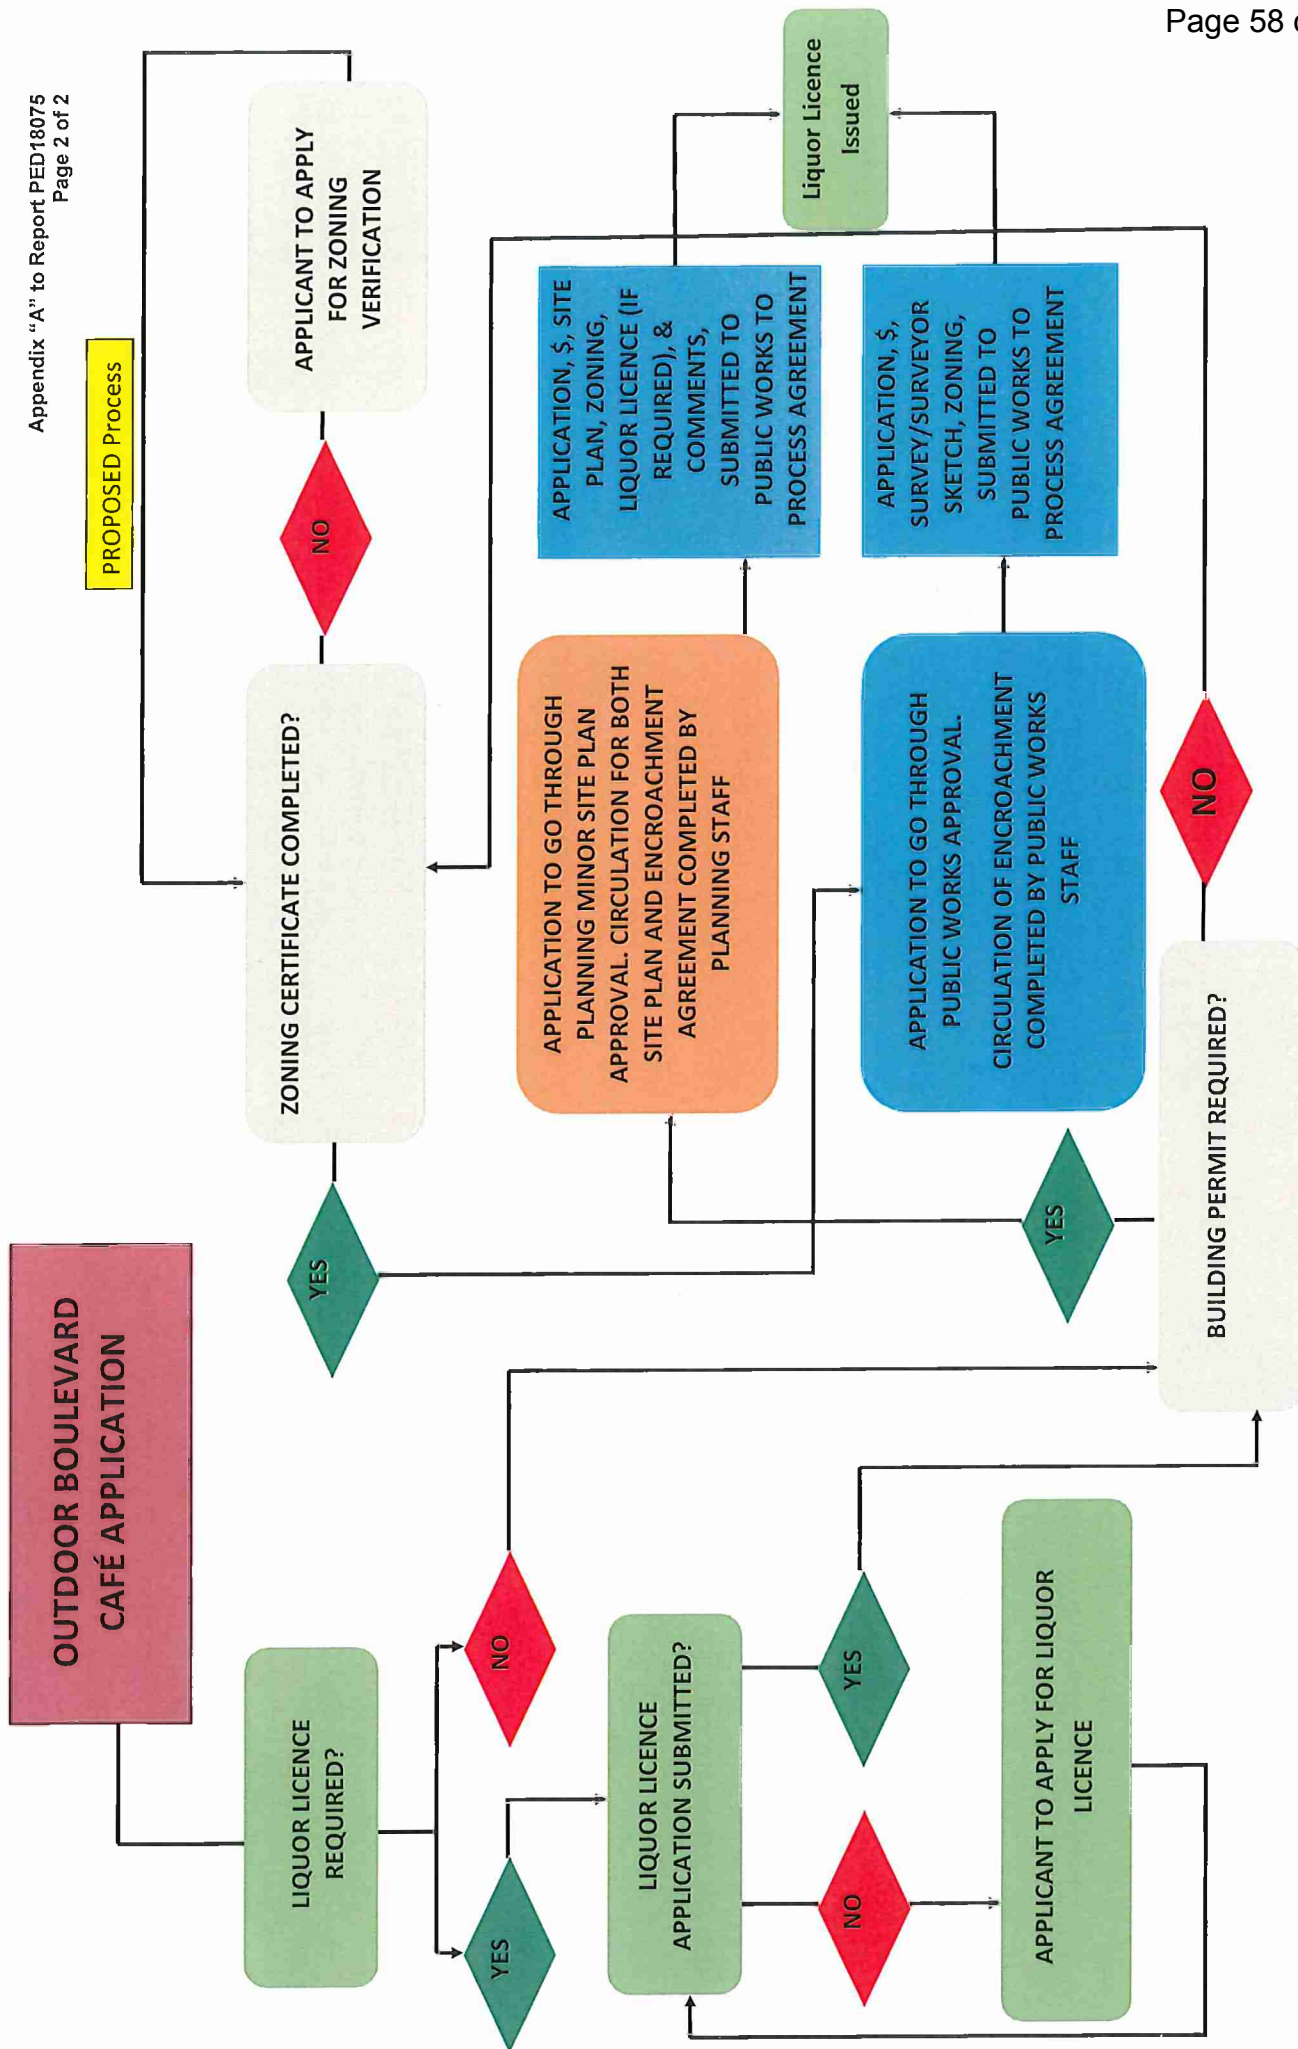 Page 58 o
Appendix "A" to Report PED18075
Page 2 of 2
PROPOSED Process
OUTDOOR BOULEVARD
CAFÉ APPLICATION
LIQUOR LICENCE
REQUIRED?
YES
NO
LIQUOR LICENCE
APPLICATION SUBMITTED?
NO
YES
APPLICANT TO APPLY FOR LIQUOR
LICENCE
BUILDING PERMIT REQUIRED?
YES
NO
ZONING CERTIFICATE COMPLETED?
YES
NO
APPLICANT TO APPLY
FOR ZONING
VERIFICATION
APPLICATION TO GO THROUGH
PLANNING MINOR SITE PLAN
APPROVAL. CIRCULATION FOR BOTH
SITE PLAN AND ENCROACHMENT
AGREEMENT COMPLETED BY
PLANNING STAFF
APPLICATION TO GO THROUGH
PUBLIC WORKS APPROVAL.
CIRCULATION OF ENCROACHMENT
COMPLETED BY PUBLIC WORKS
STAFF
APPLICATION, $, SITE
PLAN, ZONING,
LIQUOR LICENCE (IF
REQUIRED), &
COMMENTS,
SUBMITTED TO
PUBLIC WORKS TO
PROCESS AGREEMENT
APPLICATION, $,
SURVEY/SURVEYOR
SKETCH, ZONING,
SUBMITTED TO
PUBLIC WORKS TO
PROCESS AGREEMENT
Liquor Licence
Issued